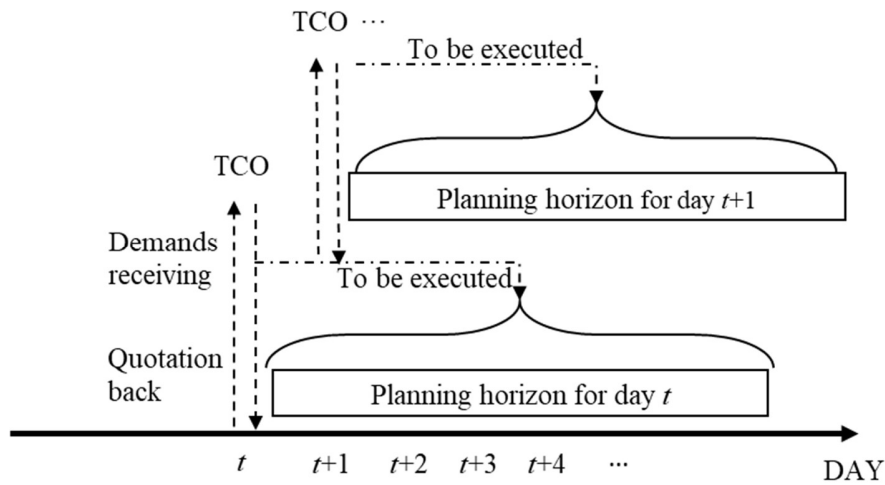 TCO ···
To be executed
TCO
Planning horizon for day t+1
Demands
receiving
To be executed
Quotation
back
Planning horizon for day t
t t+1 t+2 t+3 t+4 ···
DAY